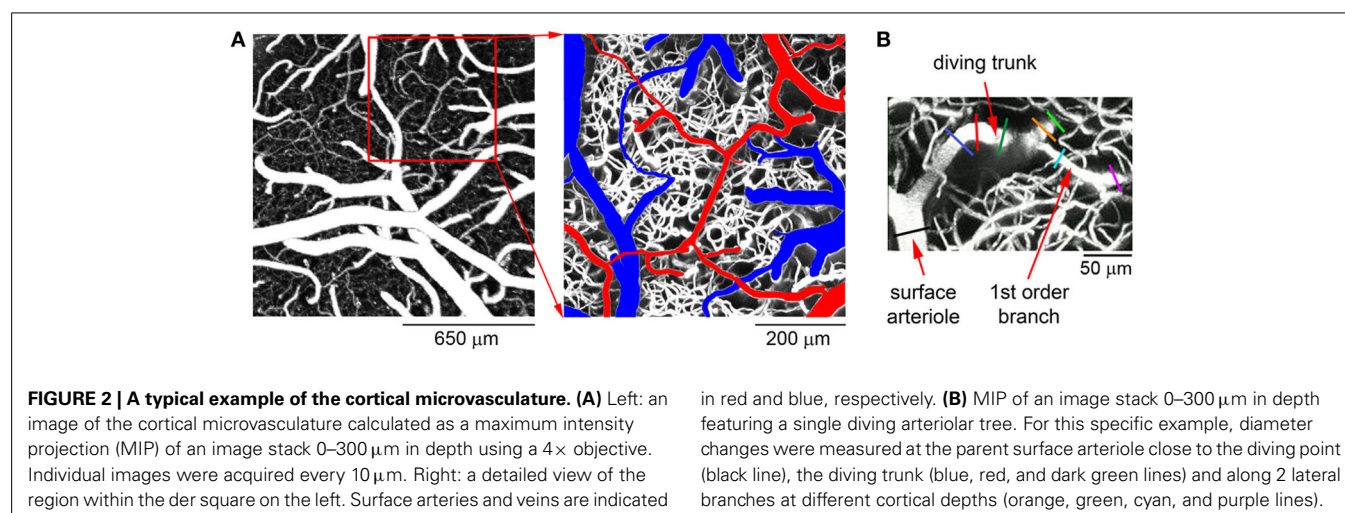 A
B
diving trunk
650 µm
200 µm
50 µm
surface
arteriole
1st order
branch
FIGURE 2 | A typical example of the cortical microvasculature. (A) Left: an
image of the cortical microvasculature calculated as a maximum intensity
projection (MIP) of an image stack 0–300 µm in depth using a 4× objective.
Individual images were acquired every 10 µm. Right: a detailed view of the
region within the der square on the left. Surface arteries and veins are indicated
in red and blue, respectively. (B) MIP of an image stack 0–300 µm in depth
featuring a single diving arteriolar tree. For this specific example, diameter
changes were measured at the parent surface arteriole close to the diving point
(black line), the diving trunk (blue, red, and dark green lines) and along 2 lateral
branches at different cortical depths (orange, green, cyan, and purple lines).